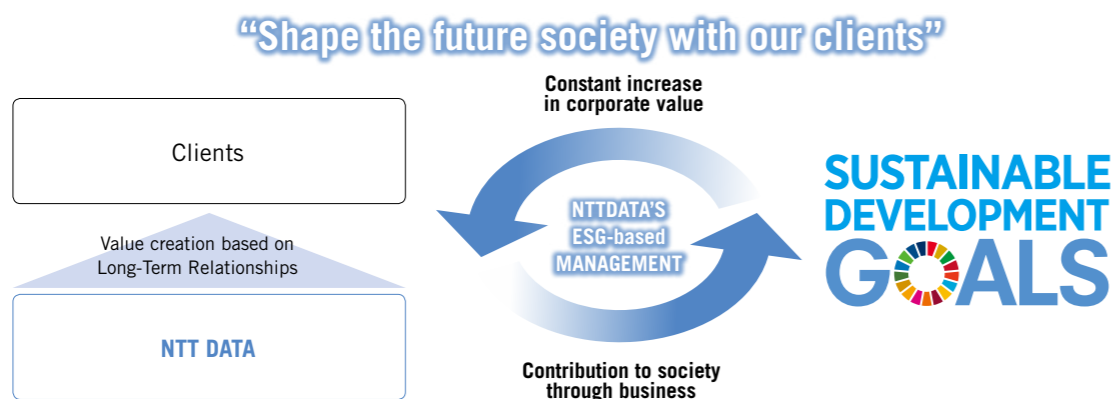 “Shape the future society with our clients”
Constant increase
in corporate value
Clients
Value creation based on
Long-Term Relationships
NTT DATA
NTTDATA'S
ESG-based
MANAGEMENT
Contribution to society
through business
SUSTAINABLE
DEVELOPMENT
GOALS